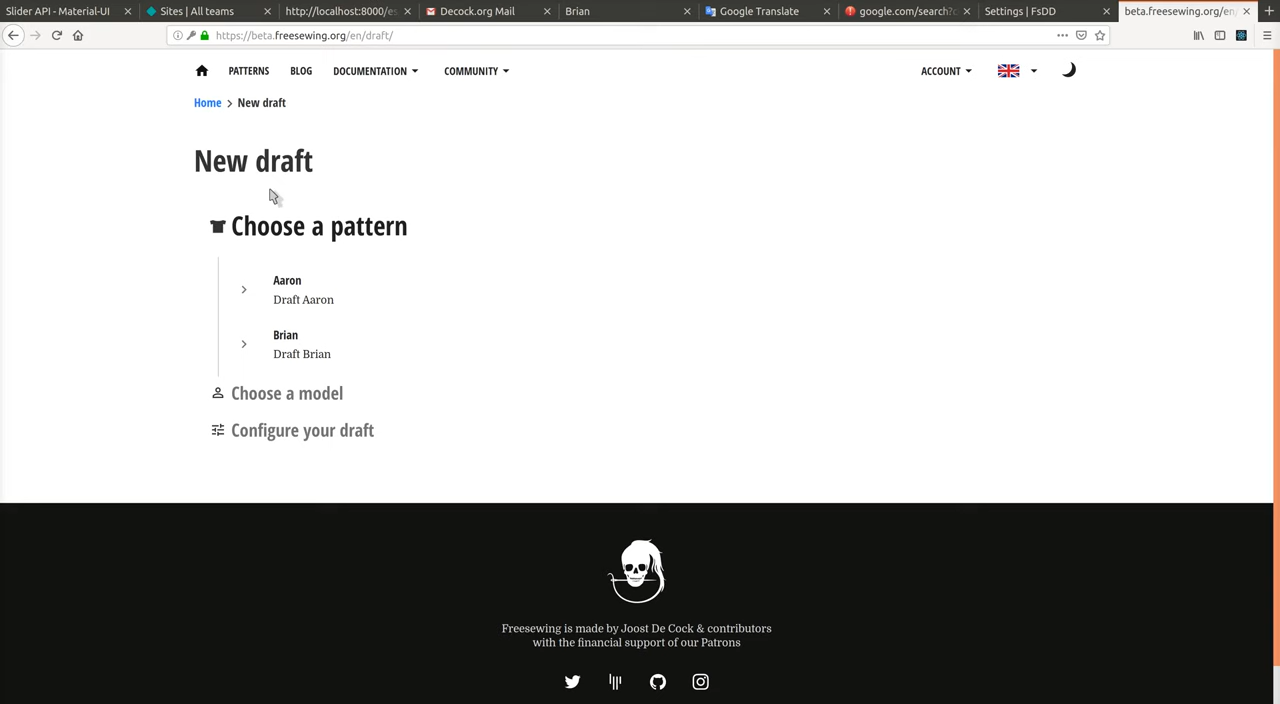 Slider API - Material-UI
Sites | All teams
http://localhost:8000/es
Decock.org Mail
Brian
Google Translate
google.com/search?c
Settings | FsDD
beta.freesewing.org/en/
https://beta.freesewing.org/en/draft/
PATTERNS
BLOG
DOCUMENTATION
COMMUNITY
ACCOUNT
Home > New draft
New draft
Choose a pattern
Aaron
Draft Aaron
Brian
Draft Brian
Choose a model
Configure your draft
Freesewing is made by Joost De Cock & contributors
with the financial support of our Patrons